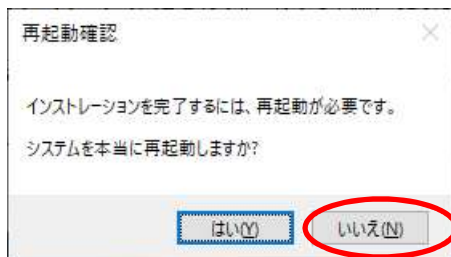 再起動確認
インストレーションを完了するには、再起動が必要です。
システムを本当に再起動しますか?
はい(Y)
いいえ(N)